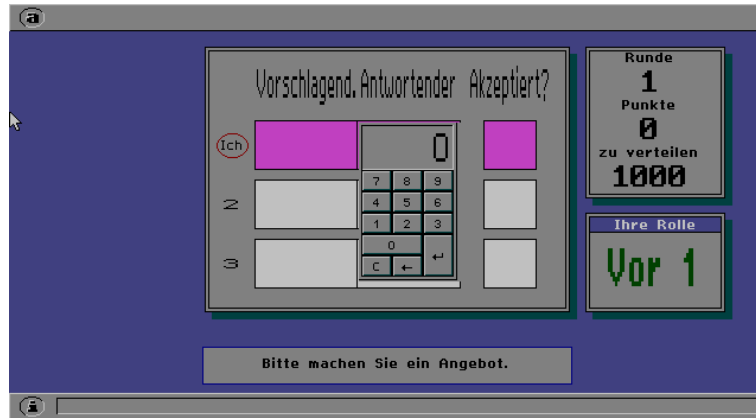 a
Vorschlagend. Antwortender Akzeptiert?
Ich
2
3
0
7 8 9
4 5 6
1 2 3
0
C ← ↵
Runde
1
Punkte
0
zu verteilen
1000
Ihre Rolle
Vor 1
Bitte machen Sie ein Angebot.
i